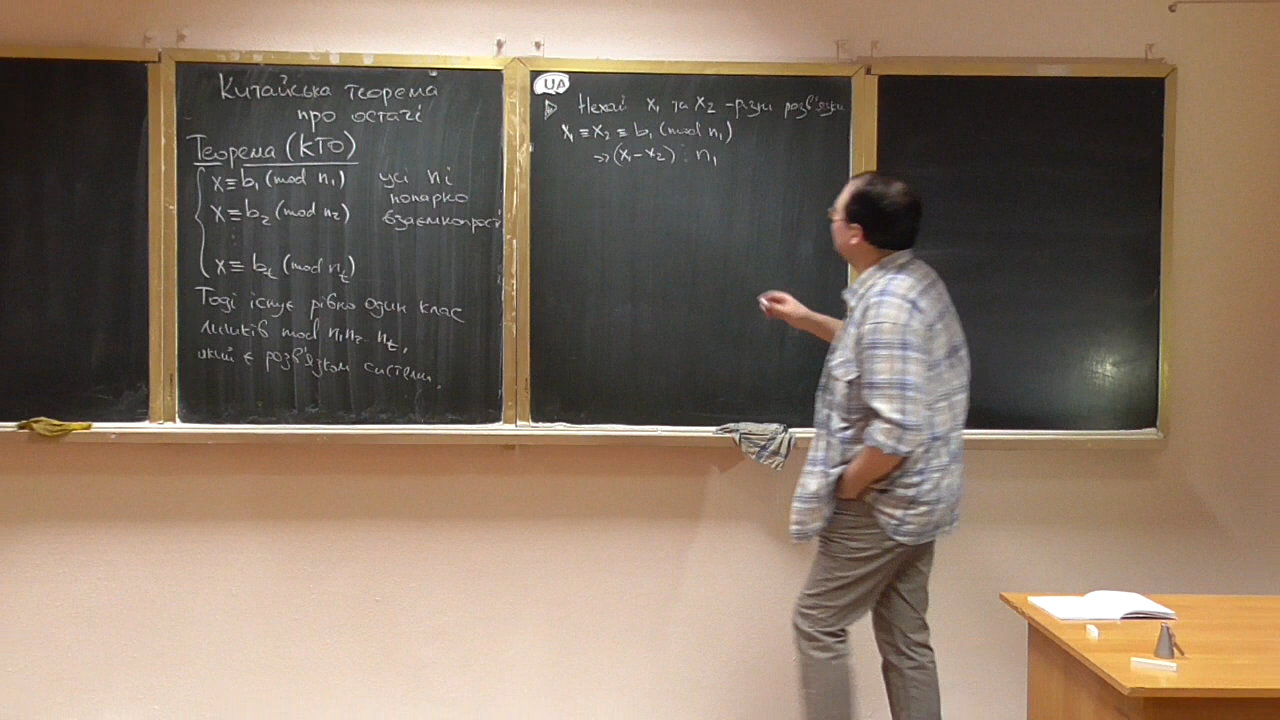 Китайська теорема
про остачі
Теорема (КТО)
x ≡ b₁ (mod n₁) усі nᵢ
попарно
x ≡ b₂ (mod n₂) взаємнопрості
⋮
x ≡ bₜ (mod nₜ)
Тоді існує рівно один клас
лишків mod n₁n₂...nₜ,
який є розв'язком системи.
UA
▷ Нехай x₁ та x₂ - різні розв'язки
x₁ ≡ x₂ ≡ b₁ (mod n₁)
⇒ (x₁-x₂) ⋮ n₁